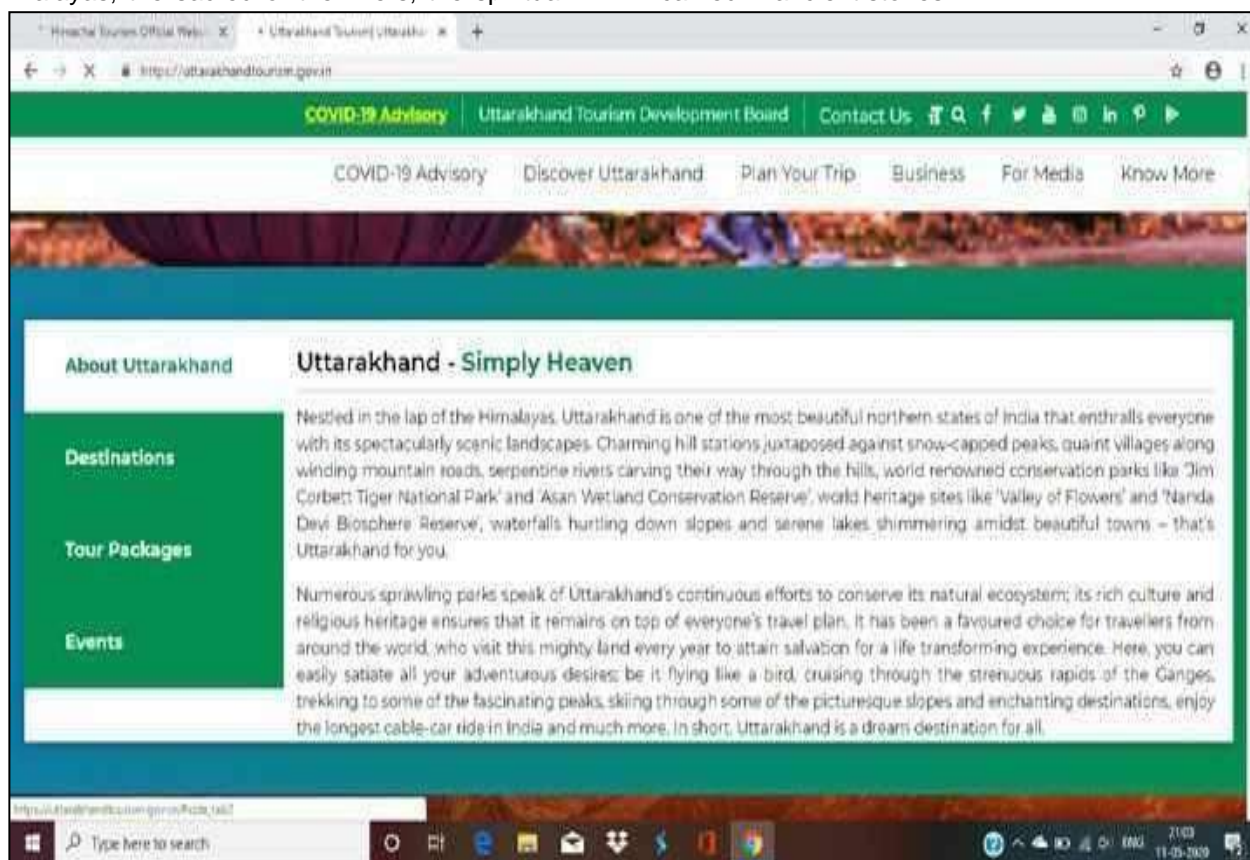 Himachal Tourism Official Webs
Uttarakhand Tourism | Uttarakha
https://uttarakhandtourism.gov.in
COVID-19 Advisory Uttarakhand Tourism Development Board Contact Us
COVID-19 Advisory Discover Uttarakhand Plan Your Trip Business For Media Know More
About Uttarakhand
Destinations
Tour Packages
Events
Uttarakhand - Simply Heaven
Nestled in the lap of the Himalayas, Uttarakhand is one of the most beautiful northern states of India that enthralls everyone
with its spectacularly scenic landscapes. Charming hill stations juxtaposed against snow-capped peaks, quaint villages along
winding mountain roads, serpentine rivers carving their way through the hills, world renowned conservation parks like 'Jim
Corbett Tiger National Park' and 'Asan Wetland Conservation Reserve', world heritage sites like 'Valley of Flowers' and 'Nanda
Devi Biosphere Reserve', waterfalls hurtling down slopes and serene lakes shimmering amidst beautiful towns – that's
Uttarakhand for you.
Numerous sprawling parks speak of Uttarakhand's continuous efforts to conserve its natural ecosystem; its rich culture and
religious heritage ensures that it remains on top of everyone's travel plan. It has been a favoured choice for travellers from
around the world, who visit this mighty land every year to attain salvation for a life transforming experience. Here, you can
easily satiate all your adventurous desires; be it flying like a bird, cruising through the strenuous rapids of the Ganges,
trekking to some of the fascinating peaks, skiing through some of the picturesque slopes and enchanting destinations, enjoy
the longest cable-car ride in India and much more. In short, Uttarakhand is a dream destination for all.
Type here to search
ENG
21:03
11-05-2020